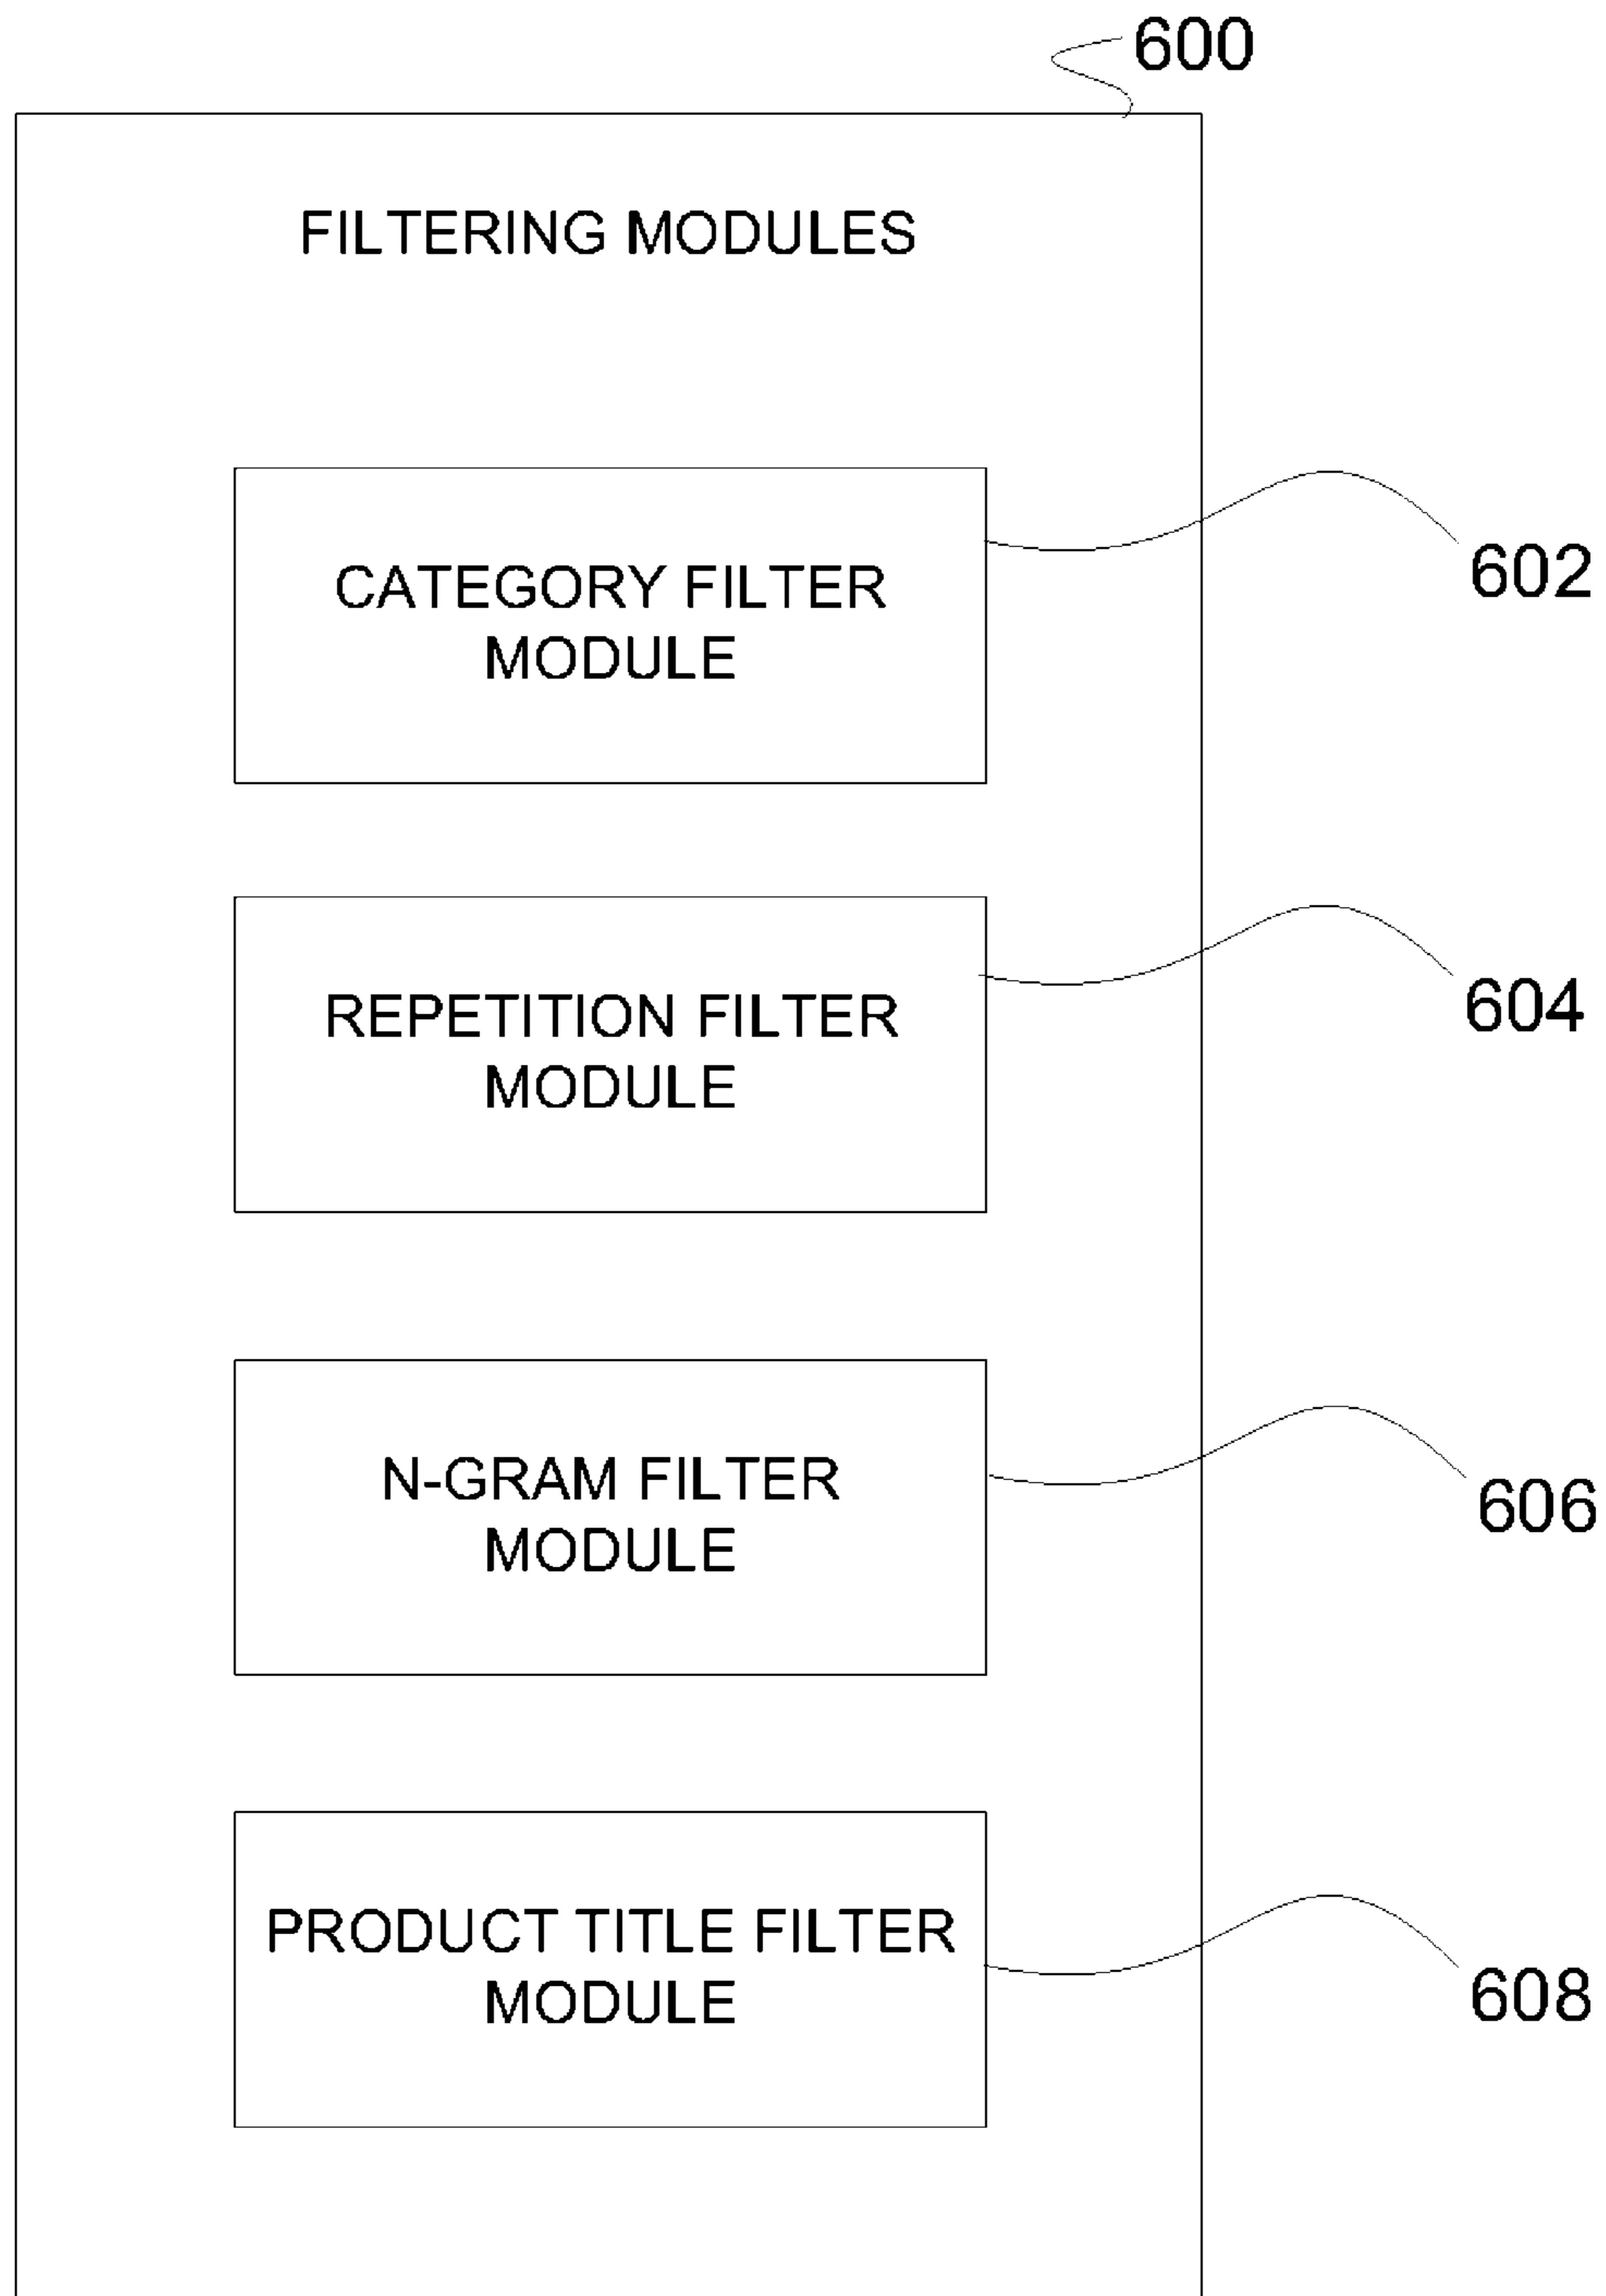 600
FILTERING MODULES
CATEGORY FILTER
MODULE
602
REPETITION FILTER
MODULE
604
N-GRAM FILTER
MODULE
606
PRODUCT TITLE FILTER
MODULE
608